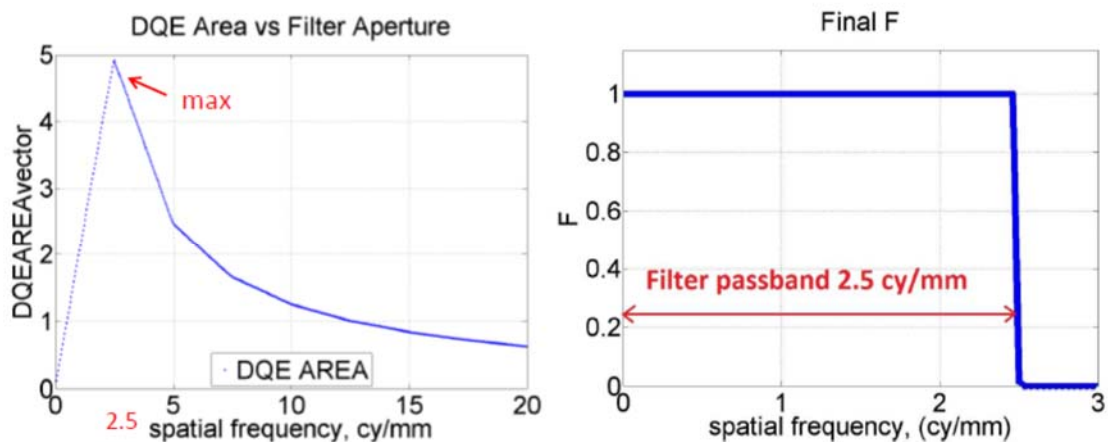 DQE Area vs Filter Aperture
5
4
3
2
1
0
DQEAREAvector
max
DQE AREA
0
5
10
15
20
2.5
spatial frequency, cy/mm
Final F
1
0.8
0.6
0.4
0.2
0
F
Filter passband 2.5 cy/mm
0
1
2
3
spatial frequency, (cy/mm)